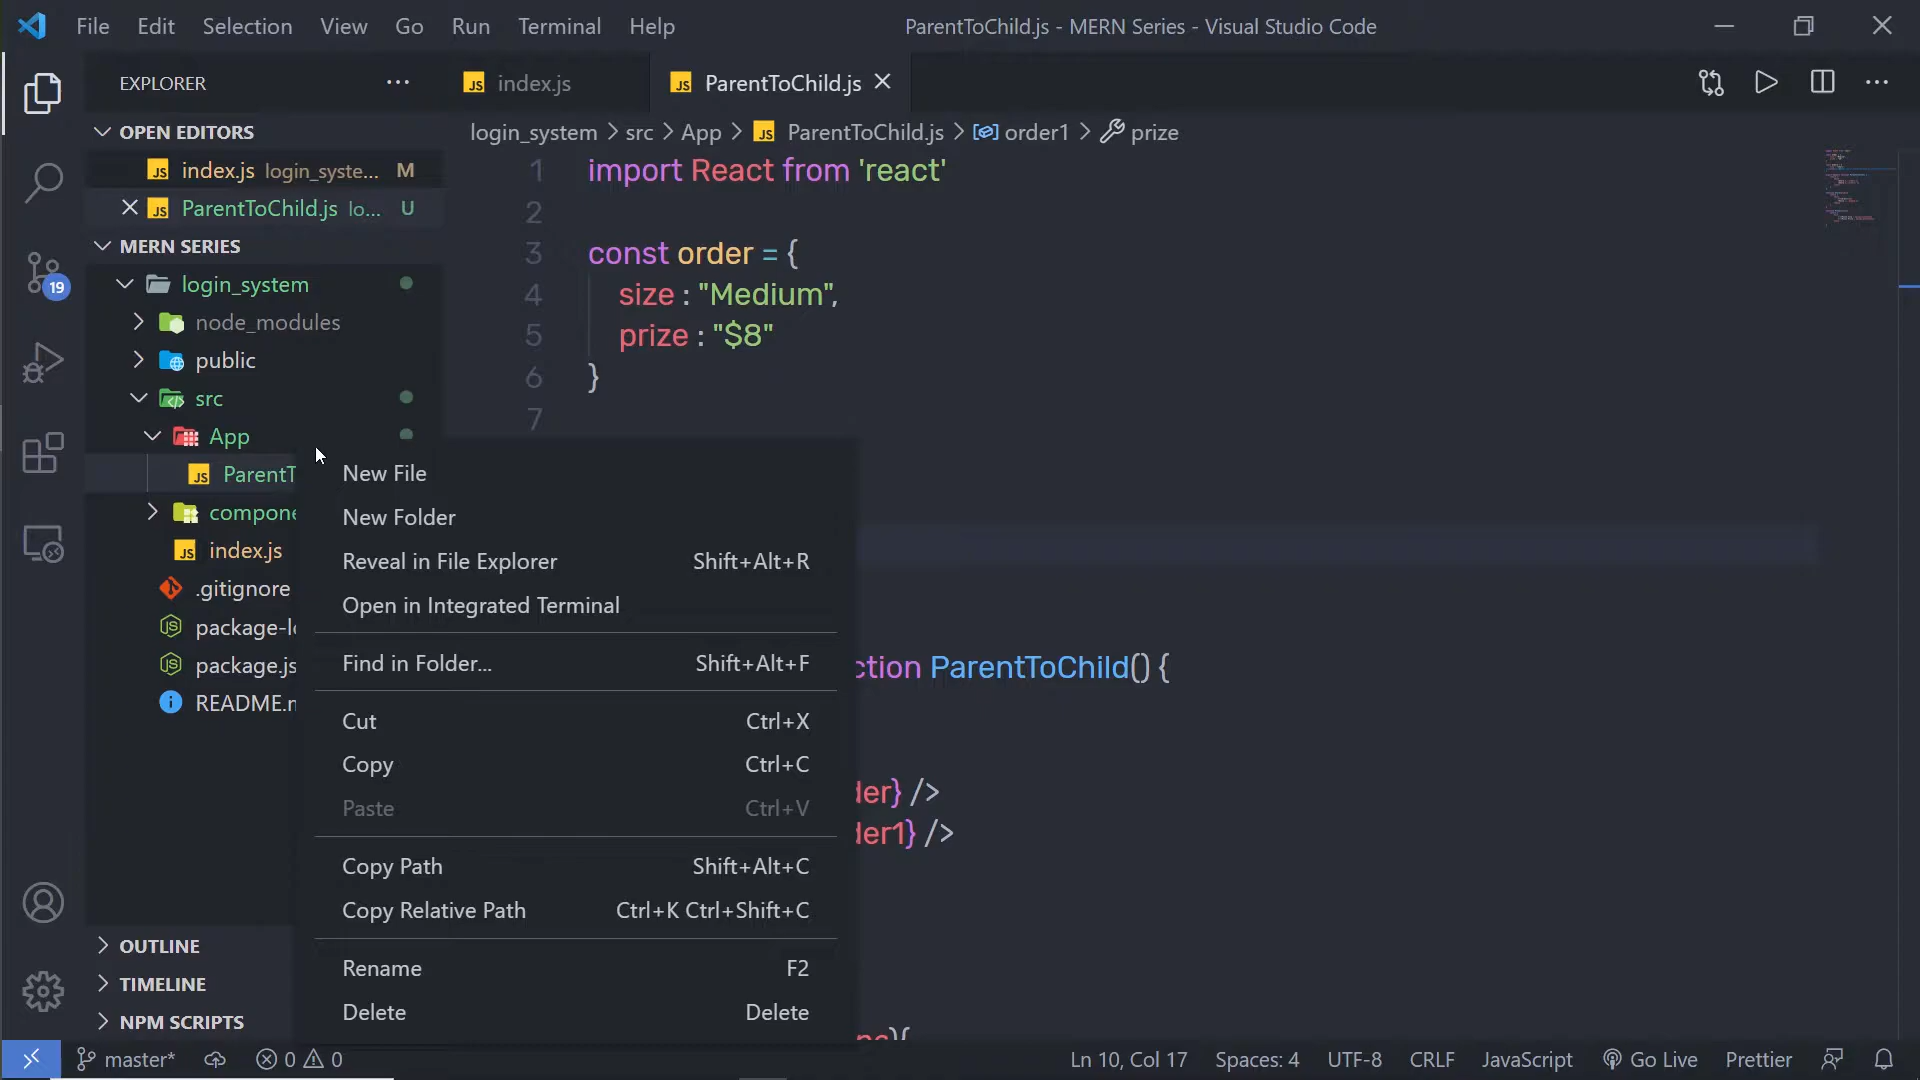 File Edit Selection View Go Run Terminal Help
ParentToChild.js - MERN Series - Visual Studio Code
EXPLORER
index.js
ParentToChild.js
OPEN EDITORS
index.js login_syste... M
ParentToChild.js lo... U
MERN SERIES
login_system
node_modules
public
src
App
ParentT
compone
index.js
.gitignore
package-lo
package.js
README.m
OUTLINE
TIMELINE
NPM SCRIPTS
login_system > src > App > ParentToChild.js > order1 > prize
1 import React from 'react'
2
3 const order = {
4 size : "Medium",
5 prize : "$8"
6 }
7
ction ParentToChild() {
der} />
der1} />
New File
New Folder
Reveal in File Explorer Shift+Alt+R
Open in Integrated Terminal
Find in Folder... Shift+Alt+F
Cut Ctrl+X
Copy Ctrl+C
Paste Ctrl+V
Copy Path Shift+Alt+C
Copy Relative Path Ctrl+K Ctrl+Shift+C
Rename F2
Delete Delete
19
master* 0 0
Ln 10, Col 17 Spaces: 4 UTF-8 CRLF JavaScript Go Live Prettier